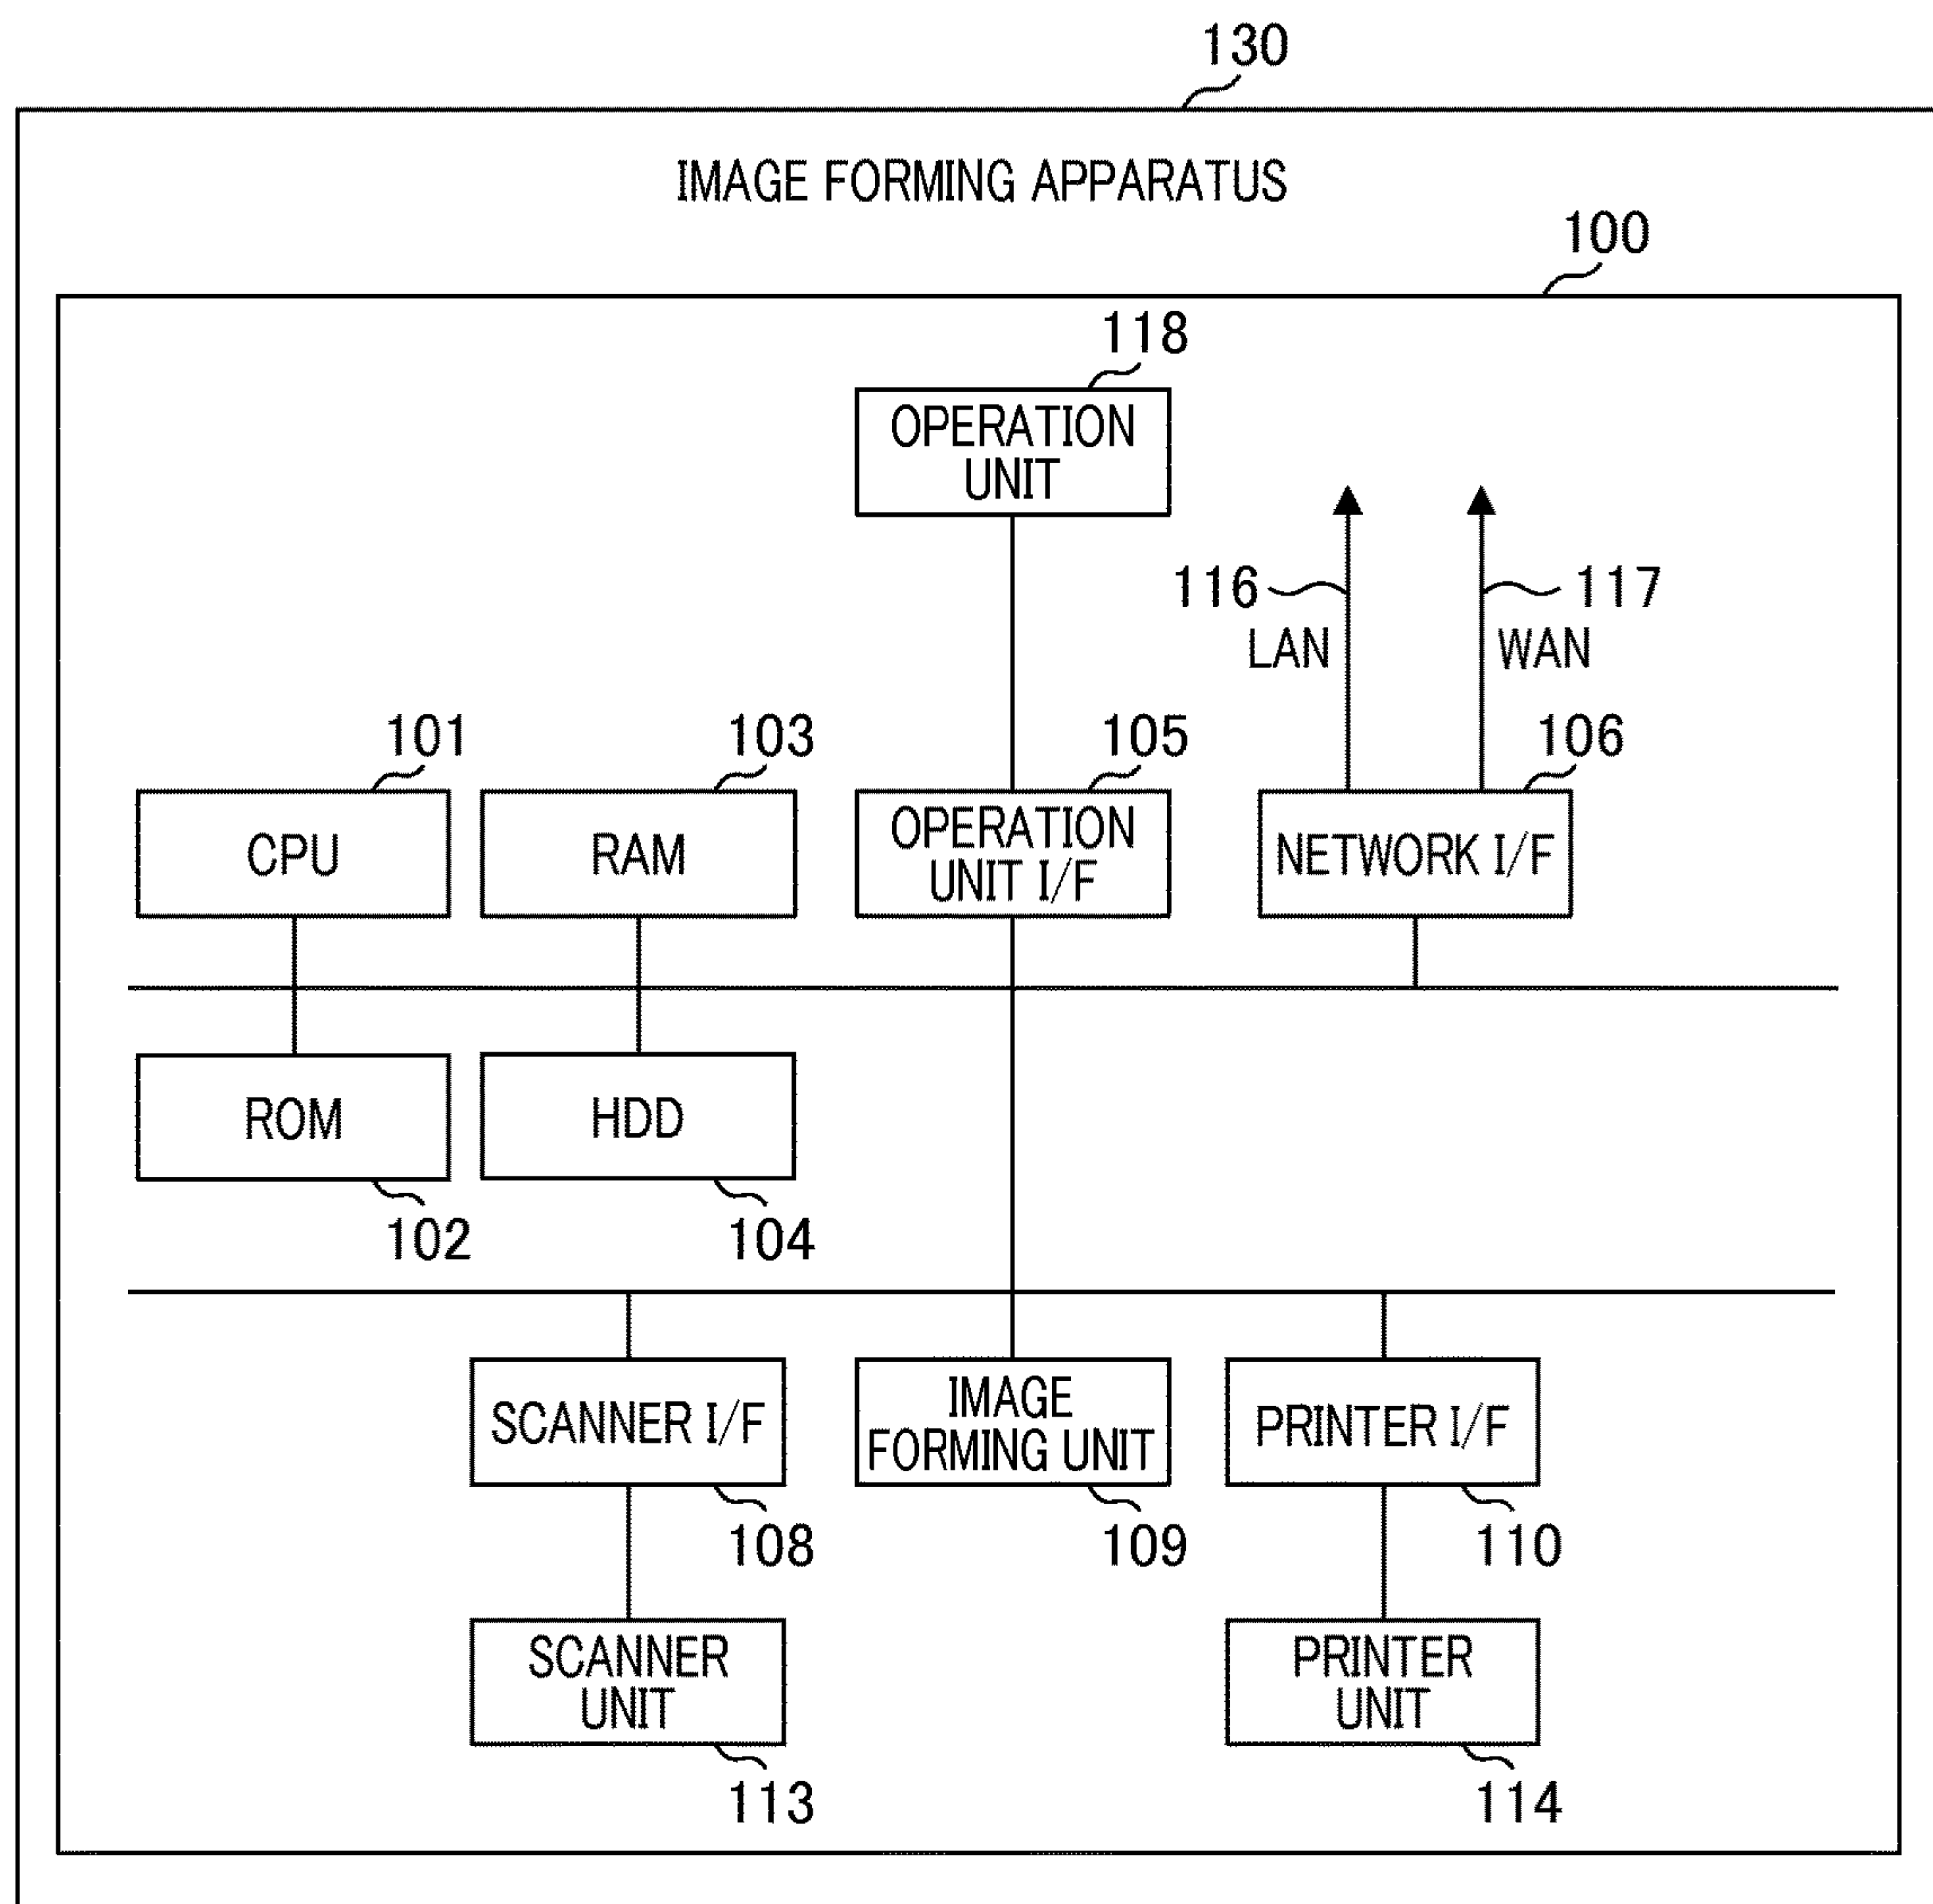 130
IMAGE FORMING APPARATUS
100
118
OPERATION
UNIT
116
117
LAN
WAN
101
103
105
106
CPU
RAM
OPERATION
UNIT I/F
NETWORK I/F
ROM
HDD
102
104
SCANNER I/F
IMAGE
FORMING UNIT
PRINTER I/F
108
109
110
SCANNER
UNIT
PRINTER
UNIT
113
114